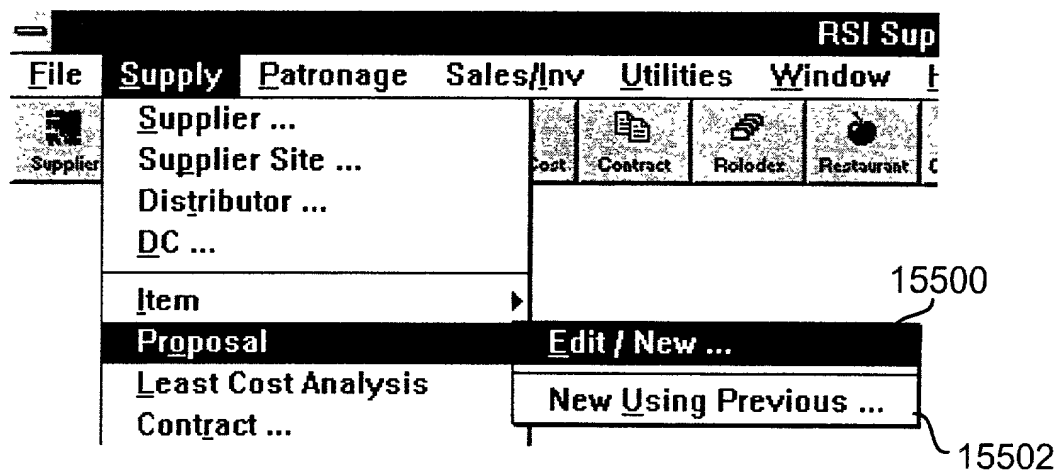 RSI Sup
File Supply Patronage Sales/Inv Utilities Window
Supplier Cost Contract Rolodex Restaurant
Supplier ...
Supplier Site ...
Distributor ...
DC ...
Item
Proposal
Least Cost Analysis
Contract ...
Edit / New ...
New Using Previous ...
15500
15502